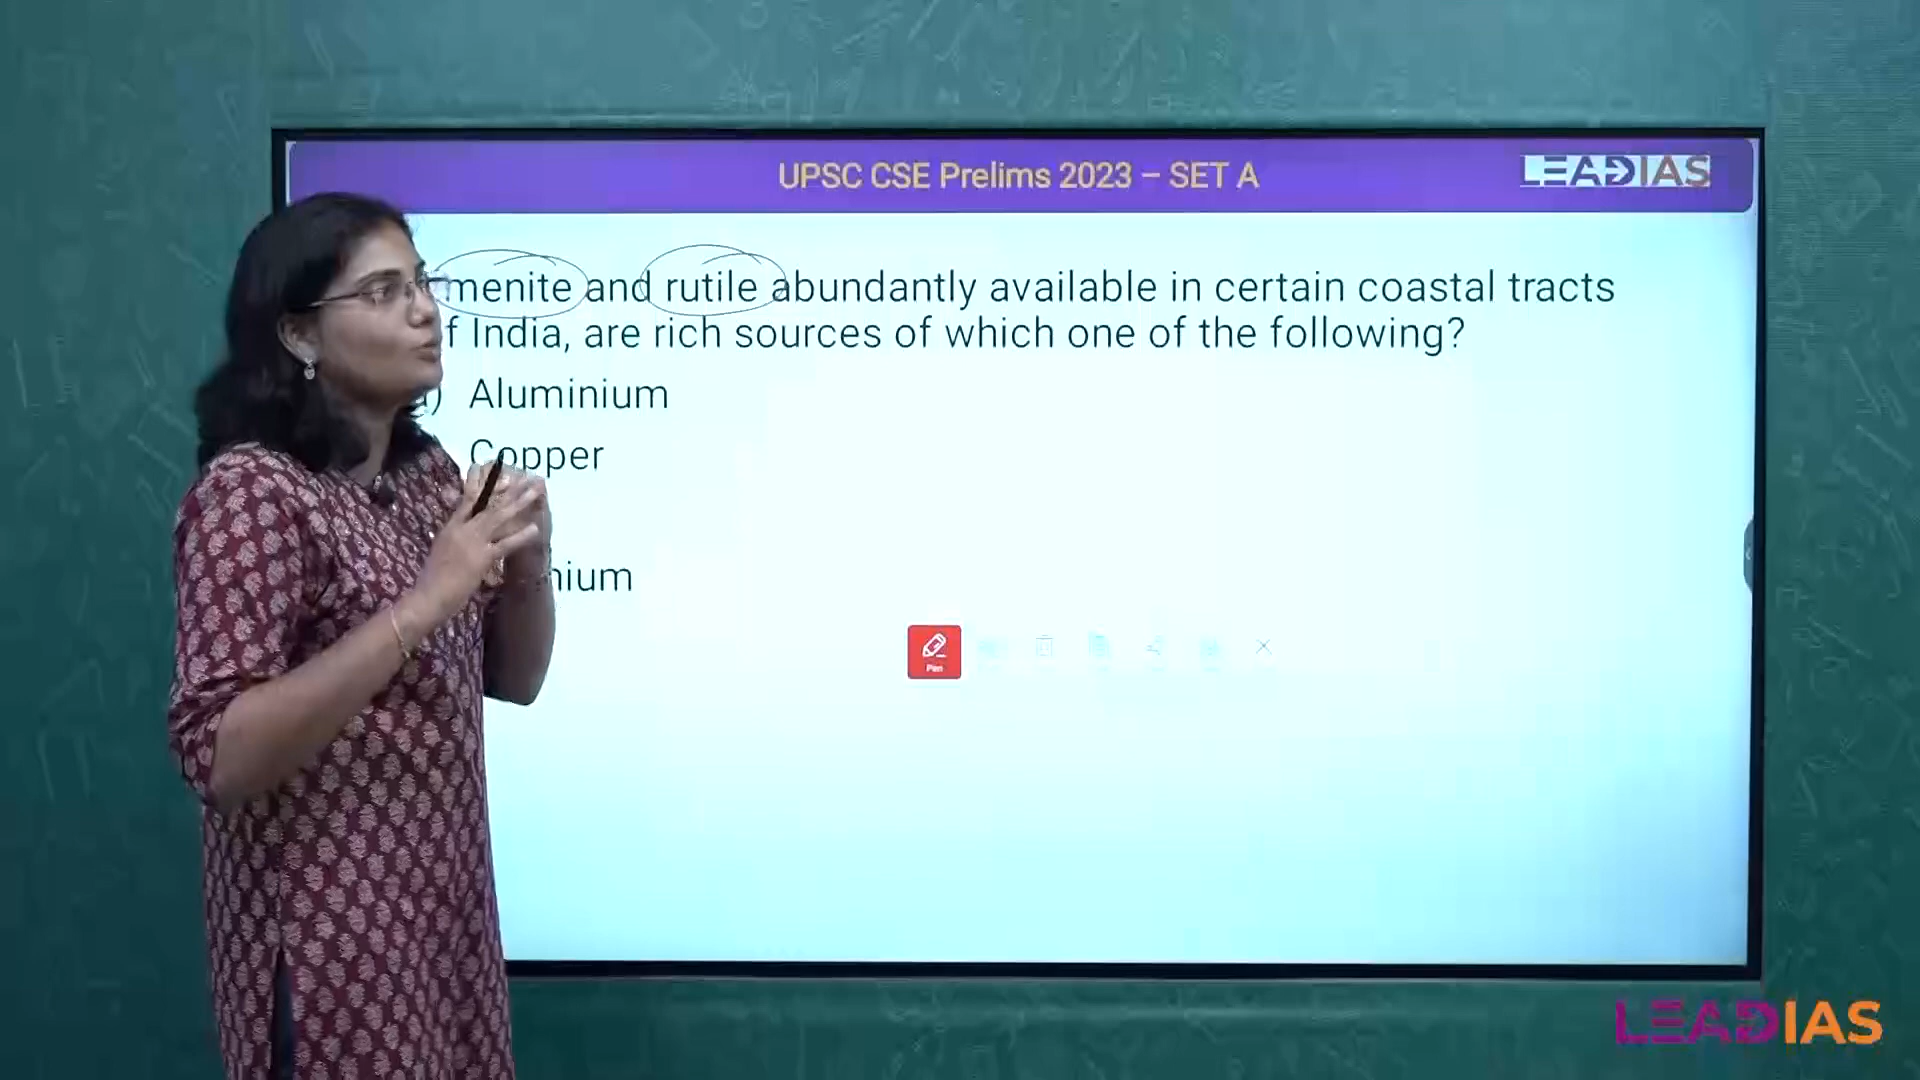 UPSC CSE Prelims 2023 – SET A
LEADIAS
menite and rutile abundantly available in certain coastal tracts
f India, are rich sources of which one of the following?
) Aluminium
Copper
nium
Pen
LEADIAS